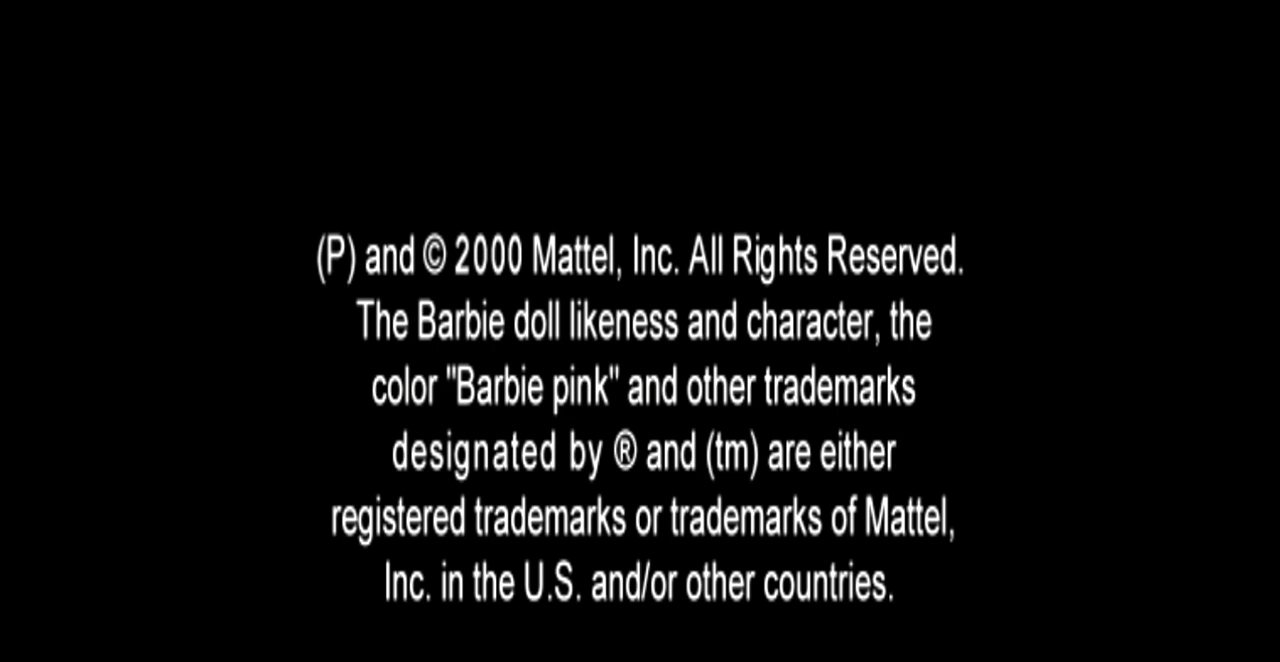 (P) and © 2000 Mattel, Inc. All Rights Reserved.
The Barbie doll likeness and character, the
color "Barbie pink" and other trademarks
designated by ® and (tm) are either
registered trademarks or trademarks of Mattel,
Inc. in the U.S. and/or other countries.